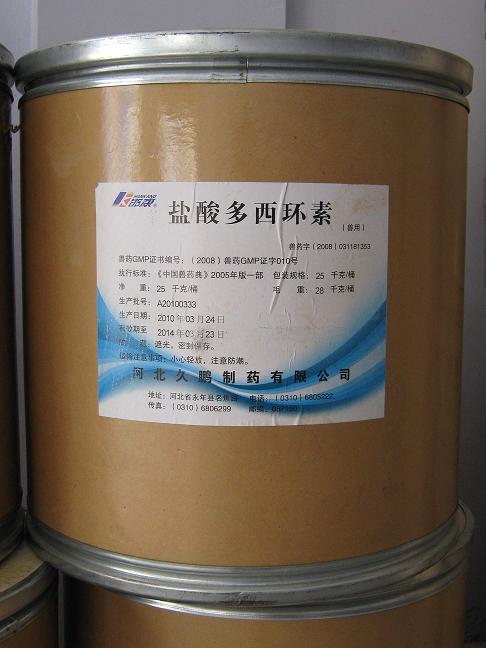 盐酸多西环素
(兽用)
兽药字(2008)031181353
兽药GMP证书编号:(2008)兽药GMP证字010号
执行标准:《中国兽药典》2005年版一部 包装规格:25 千克/桶
净 重:25 千克/桶 毛 重:28 千克/桶
生产批号:A20100333
生产日期:2010年03月24日
有效期至 2014年03月23日
藏:遮光,密封保存。
运输注意事项:小心轻放,注意防潮。
河北久鹏制药有限公司
地址:河北省永年县名焦路 电话:(0310)6805222
传真:(0310)6806299 邮编:057150